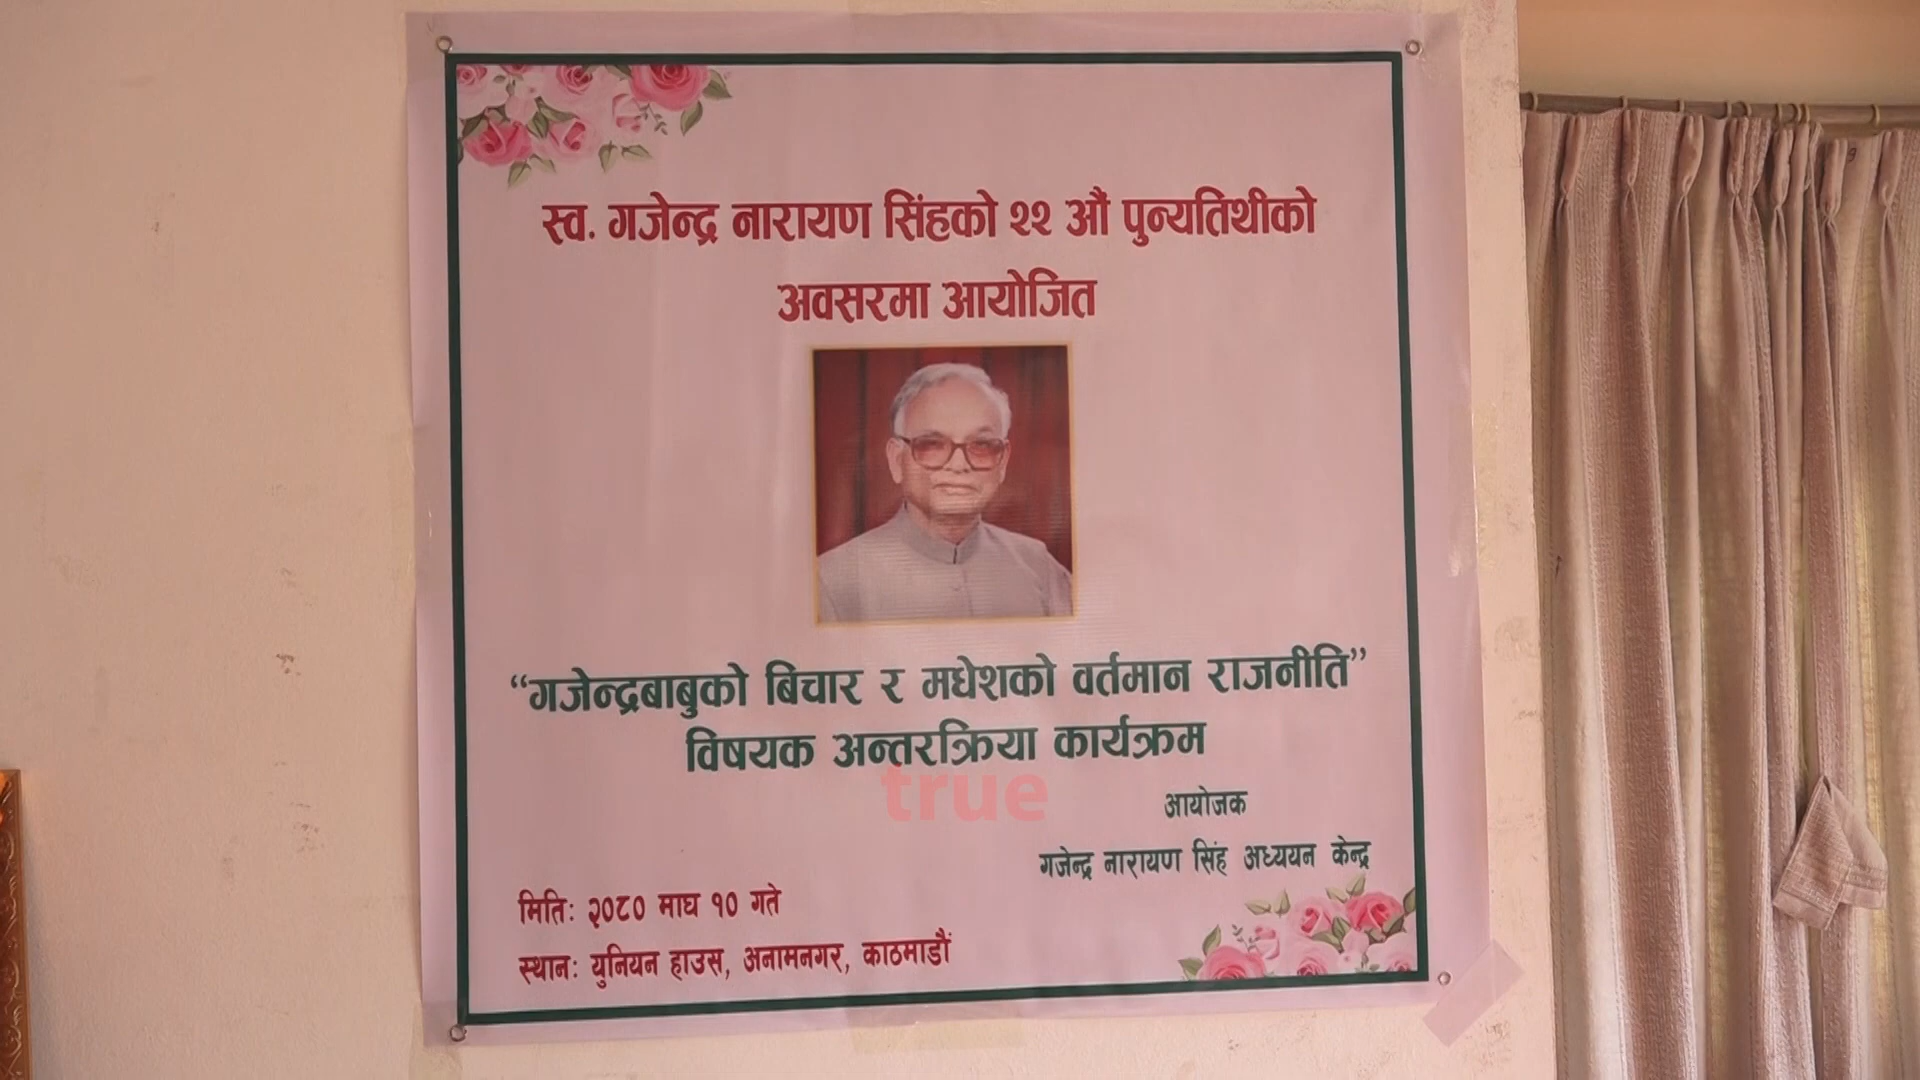 स्व. गजेन्द्र नारायण सिंहको २२ औं पुन्यतिथीको
अवसरमा आयोजित
“गजेन्द्रबाबुको बिचार र मधेशको वर्तमान राजनीति”
विषयक अन्तरक्रिया कार्यक्रम
true
आयोजक
गजेन्द्र नारायण सिंह अध्ययन केन्द्र
मितिः २०८० माघ १० गते
स्थानः युनियन हाउस, अनामनगर, काठमाडौं